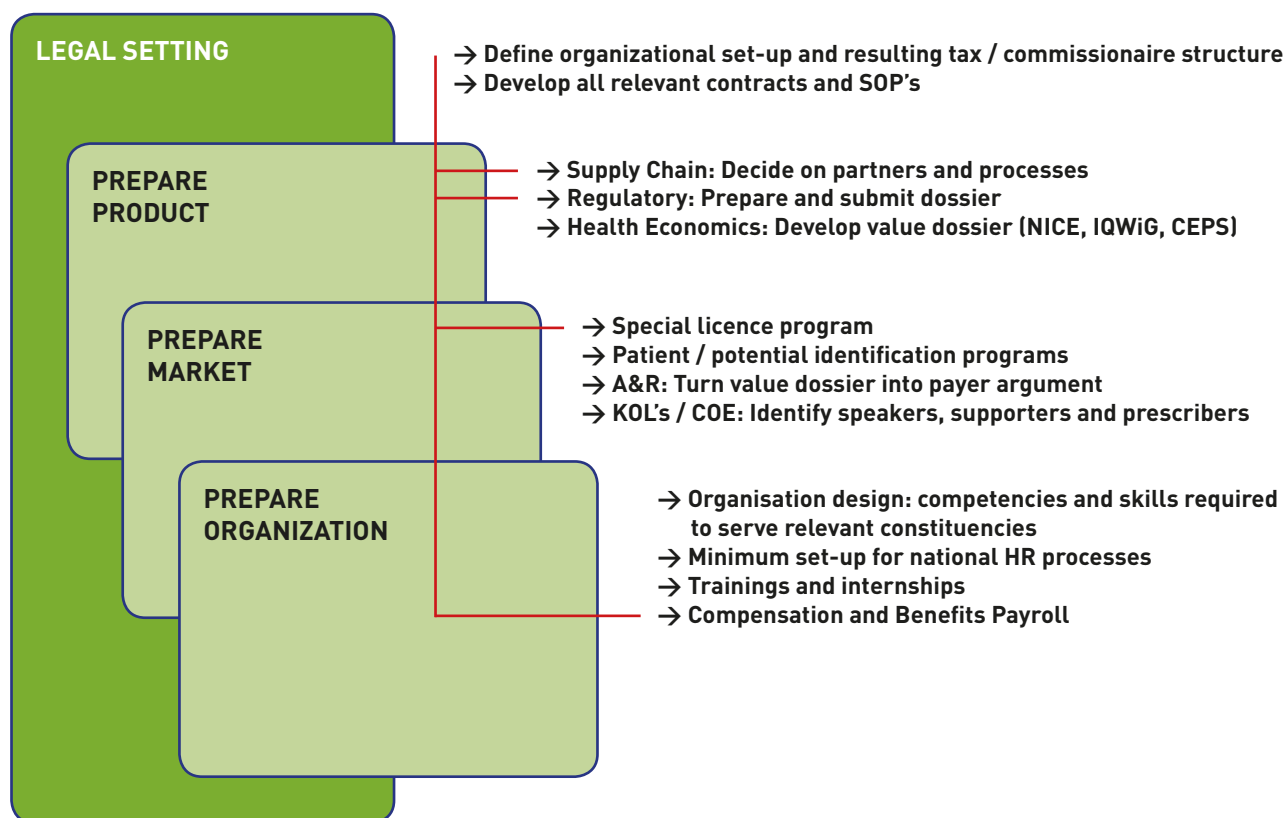 LEGAL SETTING
→ Define organizational set-up and resulting tax / commissionaire structure
→ Develop all relevant contracts and SOP's
PREPARE
PRODUCT
→ Supply Chain: Decide on partners and processes
→ Regulatory: Prepare and submit dossier
→ Health Economics: Develop value dossier (NICE, IQWiG, CEPS)
PREPARE
MARKET
→ Special licence program
→ Patient / potential identification programs
→ A&R: Turn value dossier into payer argument
→ KOL's / COE: Identify speakers, supporters and prescribers
PREPARE
ORGANIZATION
→ Organisation design: competencies and skills required
to serve relevant constituencies
→ Minimum set-up for national HR processes
→ Trainings and internships
→ Compensation and Benefits Payroll